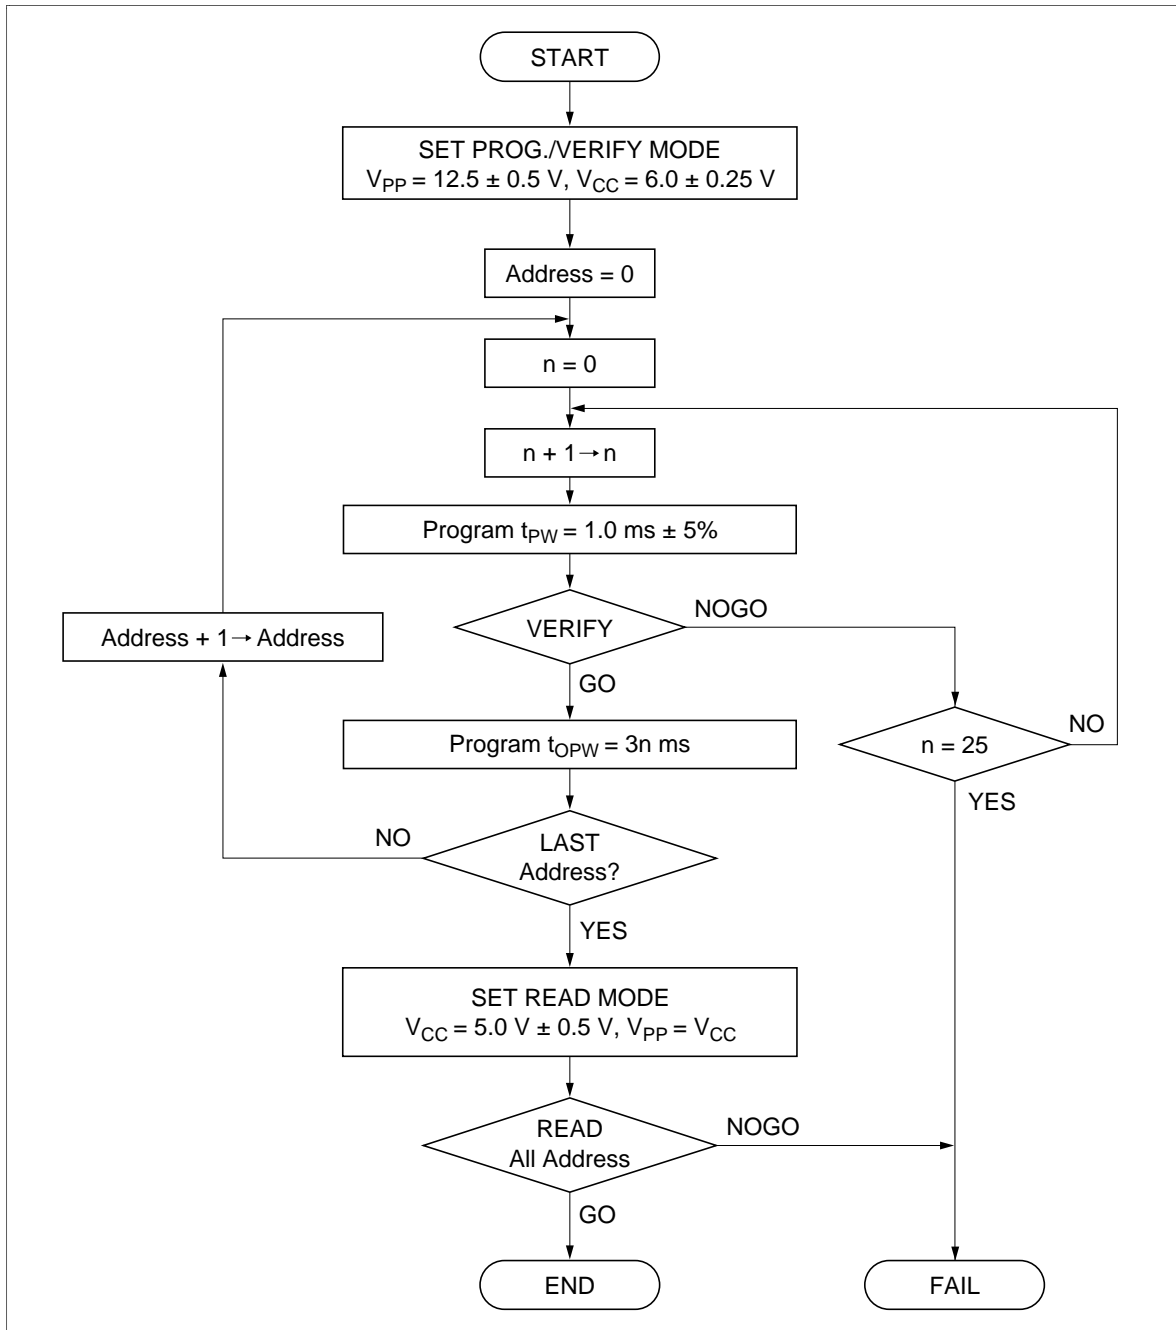 START
SET PROG./VERIFY MODE
VPP = 12.5 ± 0.5 V, VCC = 6.0 ± 0.25 V
Address = 0
n = 0
n + 1→n
Program tPW = 1.0 ms ± 5%
VERIFY
NOGO
Address + 1→ Address
GO
Program tOPW = 3n ms
n = 25
NO
YES
NO
LAST
Address?
YES
SET READ MODE
VCC = 5.0 V ± 0.5 V, VPP = VCC
READ
All Address
NOGO
GO
END
FAIL